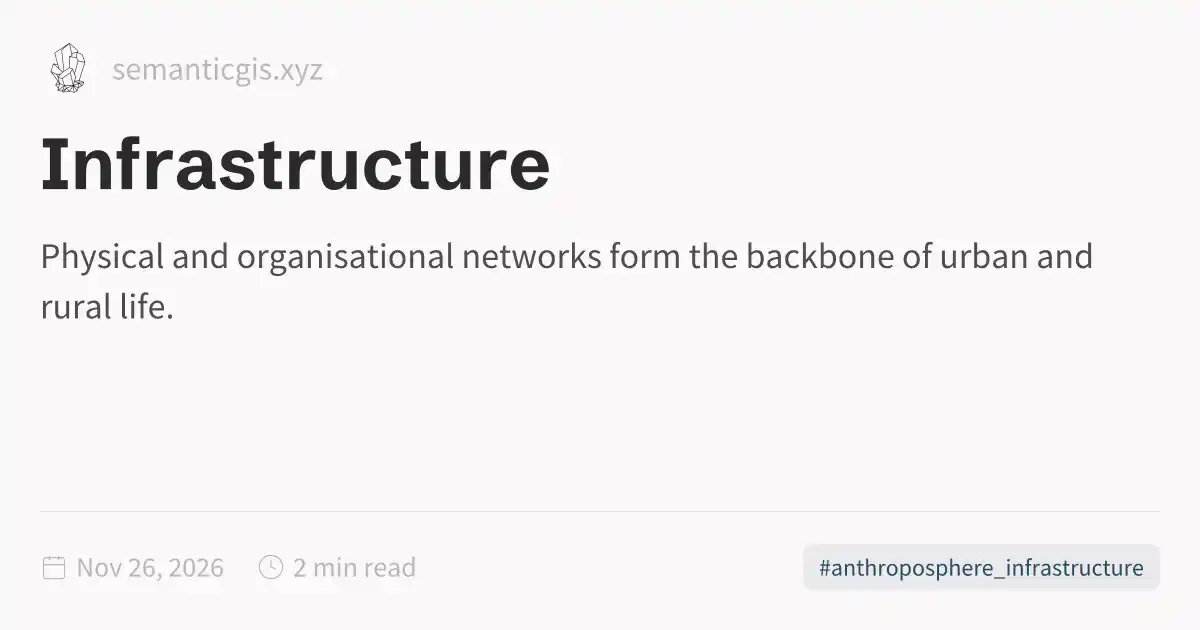 semanticgis.xyz
Infrastructure
Physical and organisational networks form the backbone of urban and
rural life.
Nov 26, 2026
2 min read
#anthroposphere_infrastructure